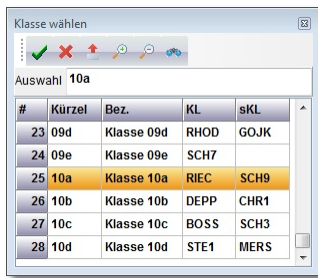 Klasse wählen
Auswahl 10a
# Kürzel Bez. KL sKL
23 09d Klasse 09d RHOD GOJK
24 09e Klasse 09e SCH7
25 10a Klasse 10a RIEC SCH9
26 10b Klasse 10b DEPP CHR1
27 10c Klasse 10c BOSS SCH3
28 10d Klasse 10d STE1 MERS